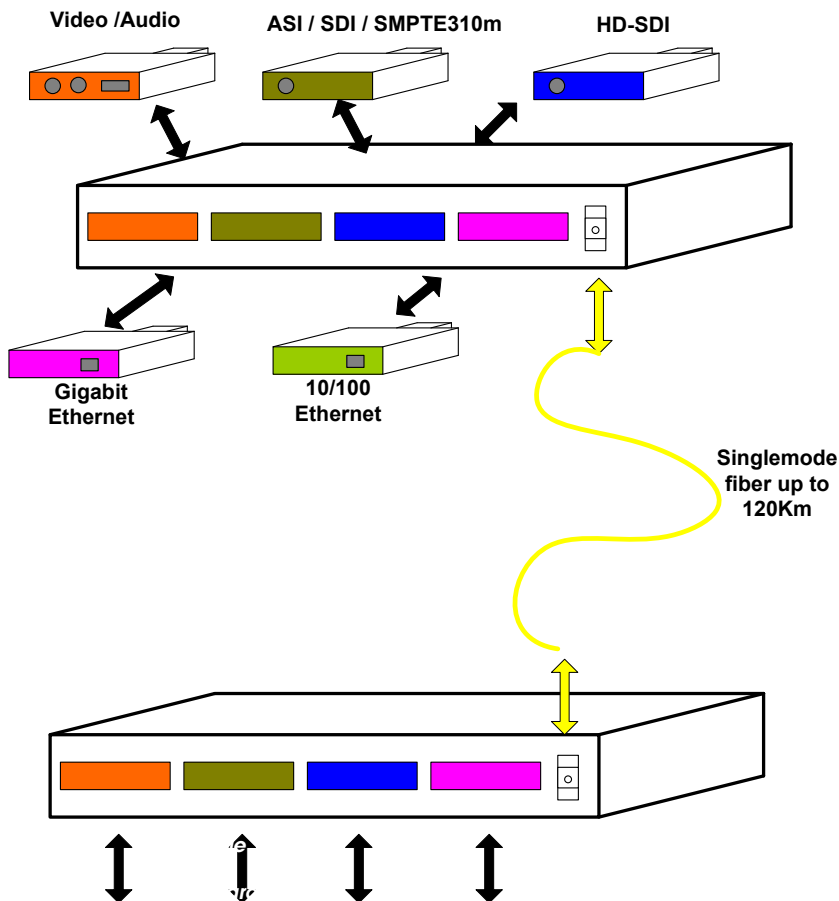 Video /Audio
ASI / SDI / SMPTE310m
HD-SDI
Gigabit
Ethernet
10/100
Ethernet
Singlemode
fiber up to
120Km